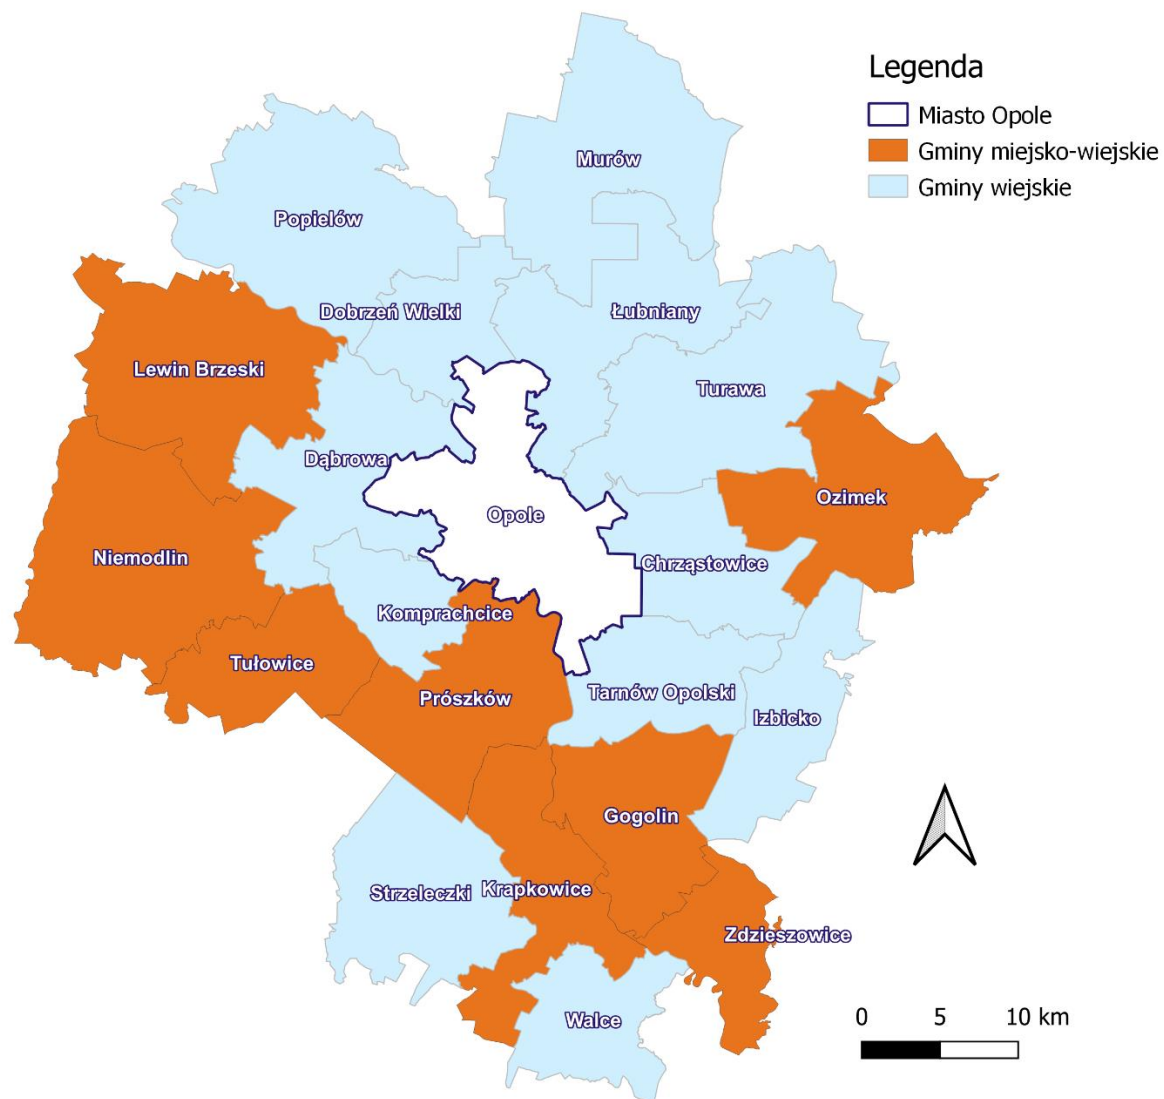 Legenda
Miasto Opole
Gminy miejsko-wiejskie
Gminy wiejskie
Murów
Popielów
Dobrzeń Wielki
Łubniany
Lewin Brzeski
Turawa
Dąbrowa
Ozimek
Opole
Niemodlin
Chrząstowice
Komprachcice
Tułowice
Prószków
Tarnów Opolski
Izbicko
Gogolin
Strzeleczki
Krapkowice
Zdzieszowice
Walce
0 5 10 km